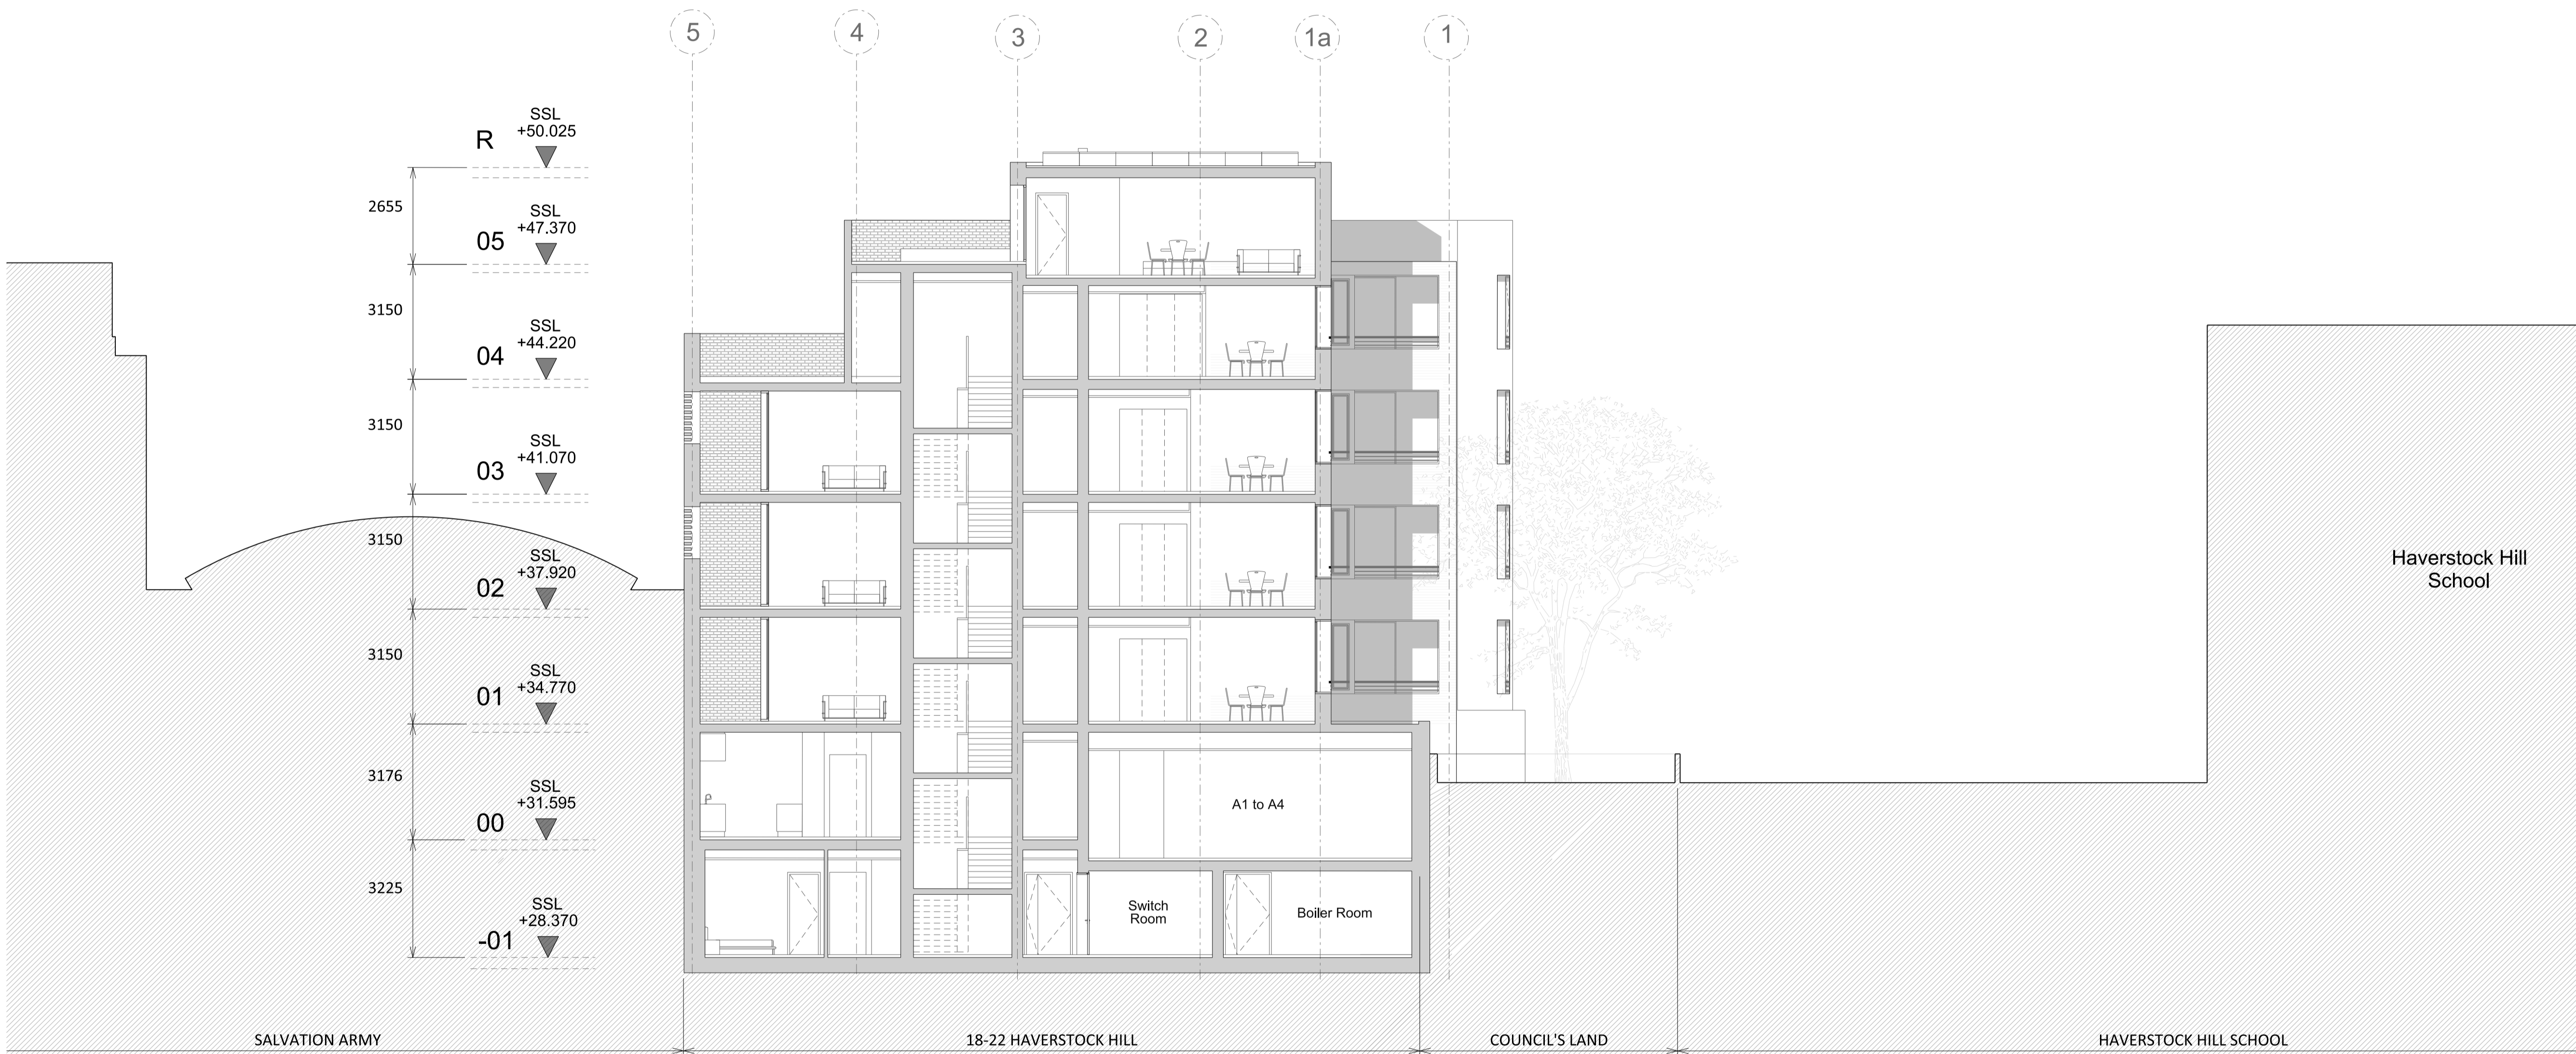 5
4
3
2
1a
1
R
SSL
+50.025
2655
05
SSL
+47.370
3150
04
SSL
+44.220
3150
03
SSL
+41.070
3150
02
SSL
+37.920
3150
01
SSL
+34.770
3176
00
SSL
+31.595
3225
-01
SSL
+28.370
A1 to A4
Switch
Room
Boiler Room
Haverstock Hill
School
SALVATION ARMY
18-22 HAVERSTOCK HILL
COUNCIL'S LAND
HAVERSTOCK HILL SCHOOL